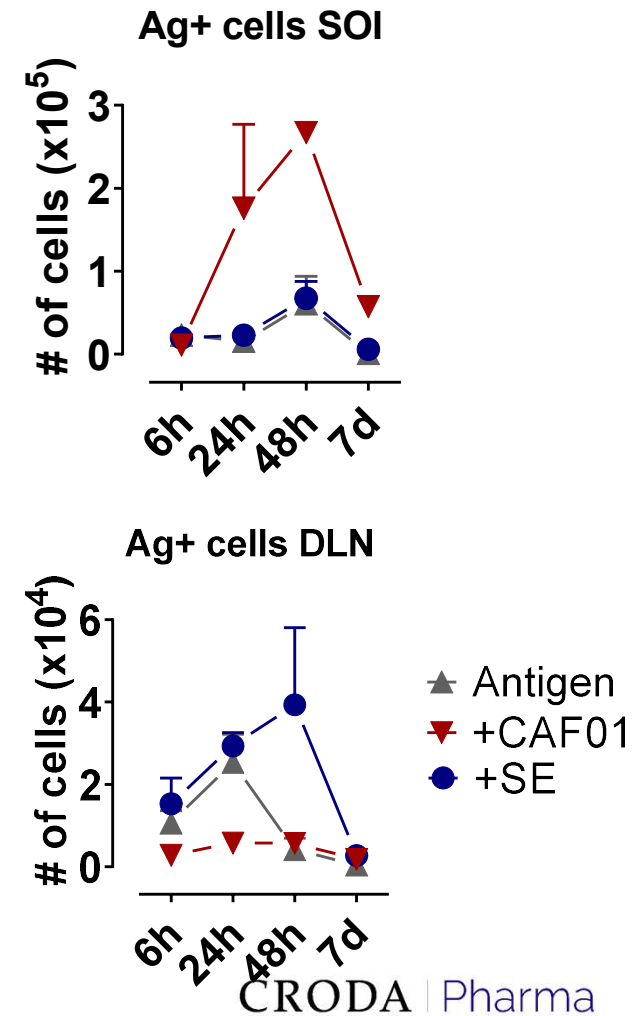 Ag+ cells SOI
# of cells (x10⁵)
3
2
1
0
6h 24h 48h 7d
Ag+ cells DLN
# of cells (x10⁴)
6
4
2
0
6h 24h 48h 7d
Antigen
+CAF01
+SE
CRODA | Pharma